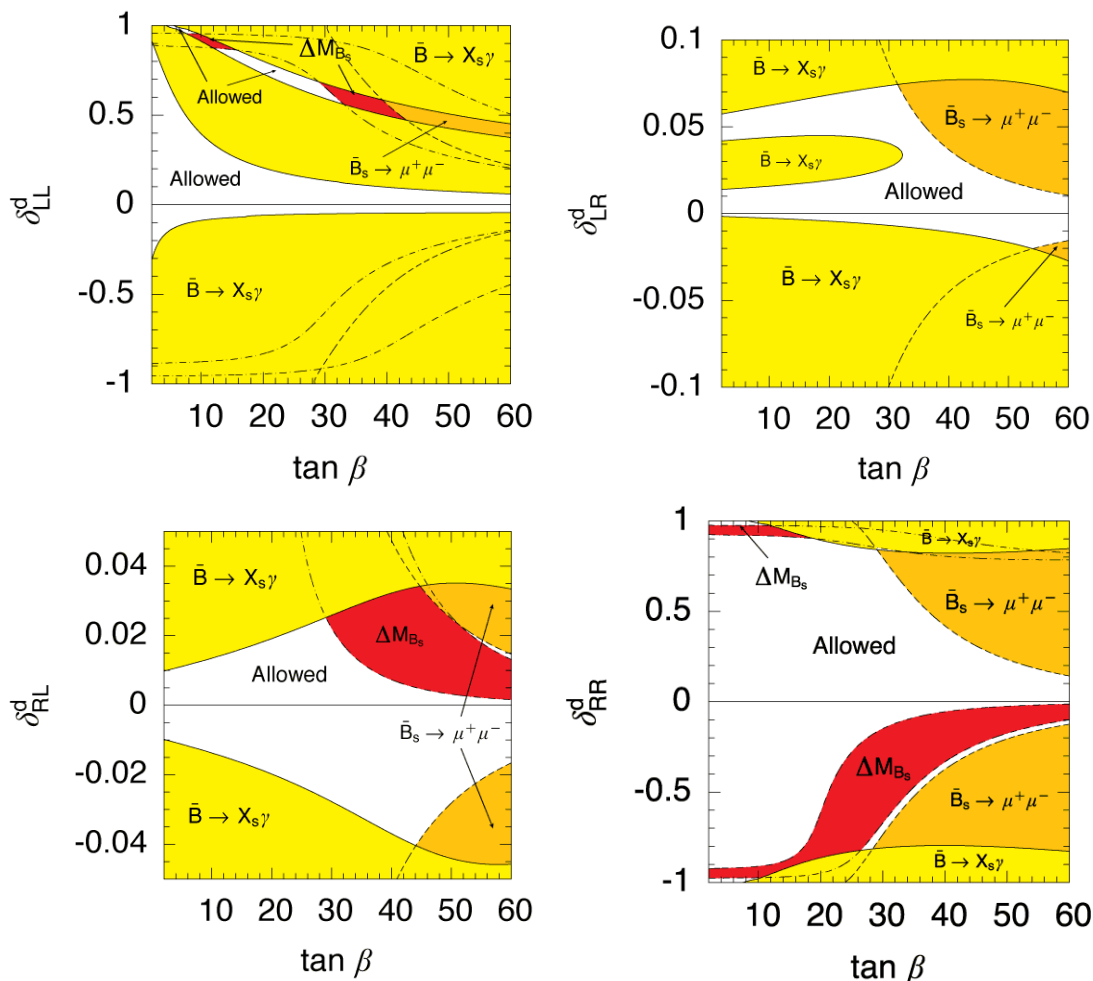 1
0.5
0
-0.5
-1
δ^d_LL
ΔM_Bs
B̄ → X_sγ
Allowed
B̄_s → μ⁺μ⁻
Allowed
B̄ → X_sγ
10 20 30 40 50 60
tan β
0.1
0.05
0
-0.05
-0.1
δ^d_LR
B̄ → X_sγ
B̄_s → μ⁺μ⁻
B̄ → X_sγ
Allowed
B̄ → X_sγ
B̄_s → μ⁺μ⁻
10 20 30 40 50 60
tan β
0.04
0.02
0
-0.02
-0.04
δ^d_RL
B̄ → X_sγ
ΔM_Bs
Allowed
B̄_s → μ⁺μ⁻
B̄ → X_sγ
10 20 30 40 50 60
tan β
1
0.5
0
-0.5
-1
δ^d_RR
B̄ → X_sγ
ΔM_Bs
B̄_s → μ⁺μ⁻
Allowed
ΔM_Bs
B̄_s → μ⁺μ⁻
B̄ → X_sγ
10 20 30 40 50 60
tan β